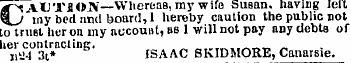 CAUTION—Whereas, my wife Susan, having left
my bed and board, I hereby caution the public not
to trust her on my account, as I will not pay any debts of
her contracting.
n24 3t* ISAAC SKIDMORE, Canarsie.